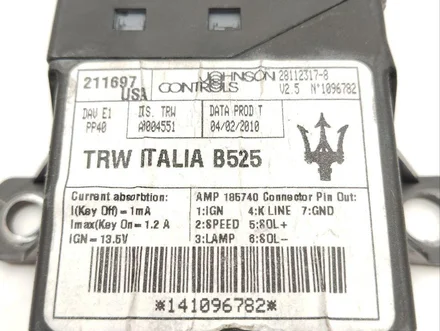 JOHNSON CONTROLS
28112317-8
V2.5 N°1096782
211697
USA
DAV E1
PP40
ITS. TRW
A1004551
DATA PROD T
04/02/2010
TRW ITALIA B525
Current absorbtion:
I(Key Off)=1mA
Imax(Key On=1.2 A
IGN=13.5V
AMP 185740 Connector Pin Out:
1:IGN 4:K LINE 7:GND
2:SPEED 5:SOL+
3:LAMP 6:SOL-
*141096782*